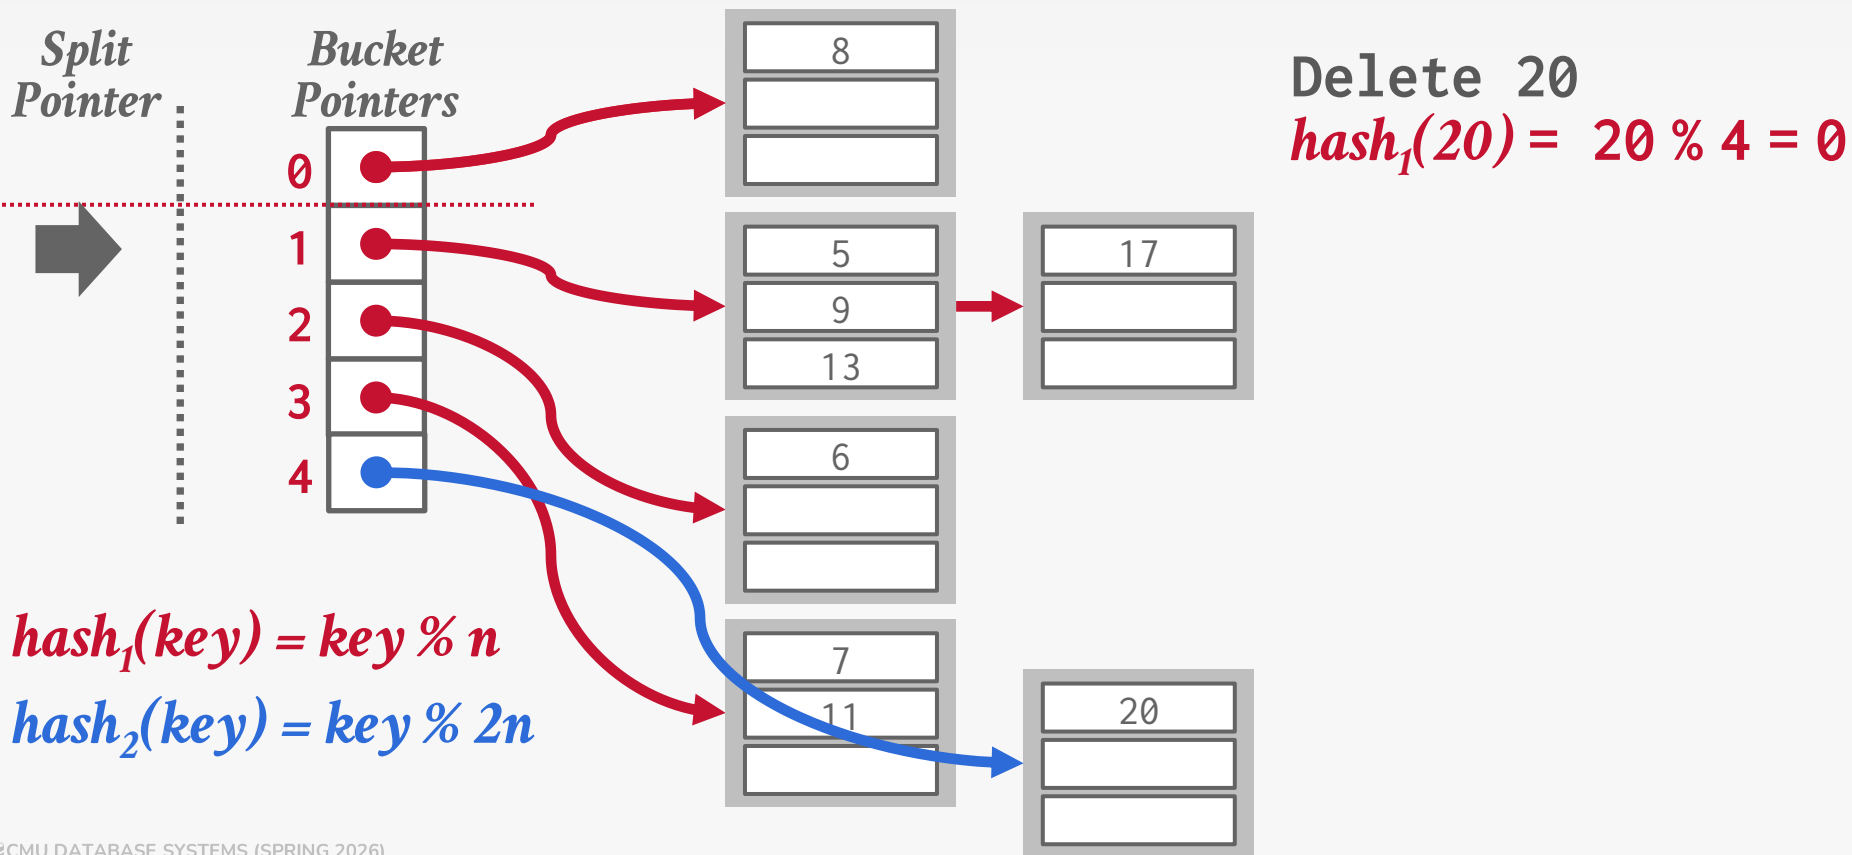 Split
Pointer
Bucket
Pointers
0
1
2
3
4
8
5
9
13
17
6
7
11
20
Delete 20
hash₁(20) = 20 % 4 = 0
hash₁(key) = key % n
hash₂(key) = key % 2n
CMU DATABASE SYSTEMS (SPRING 2026)